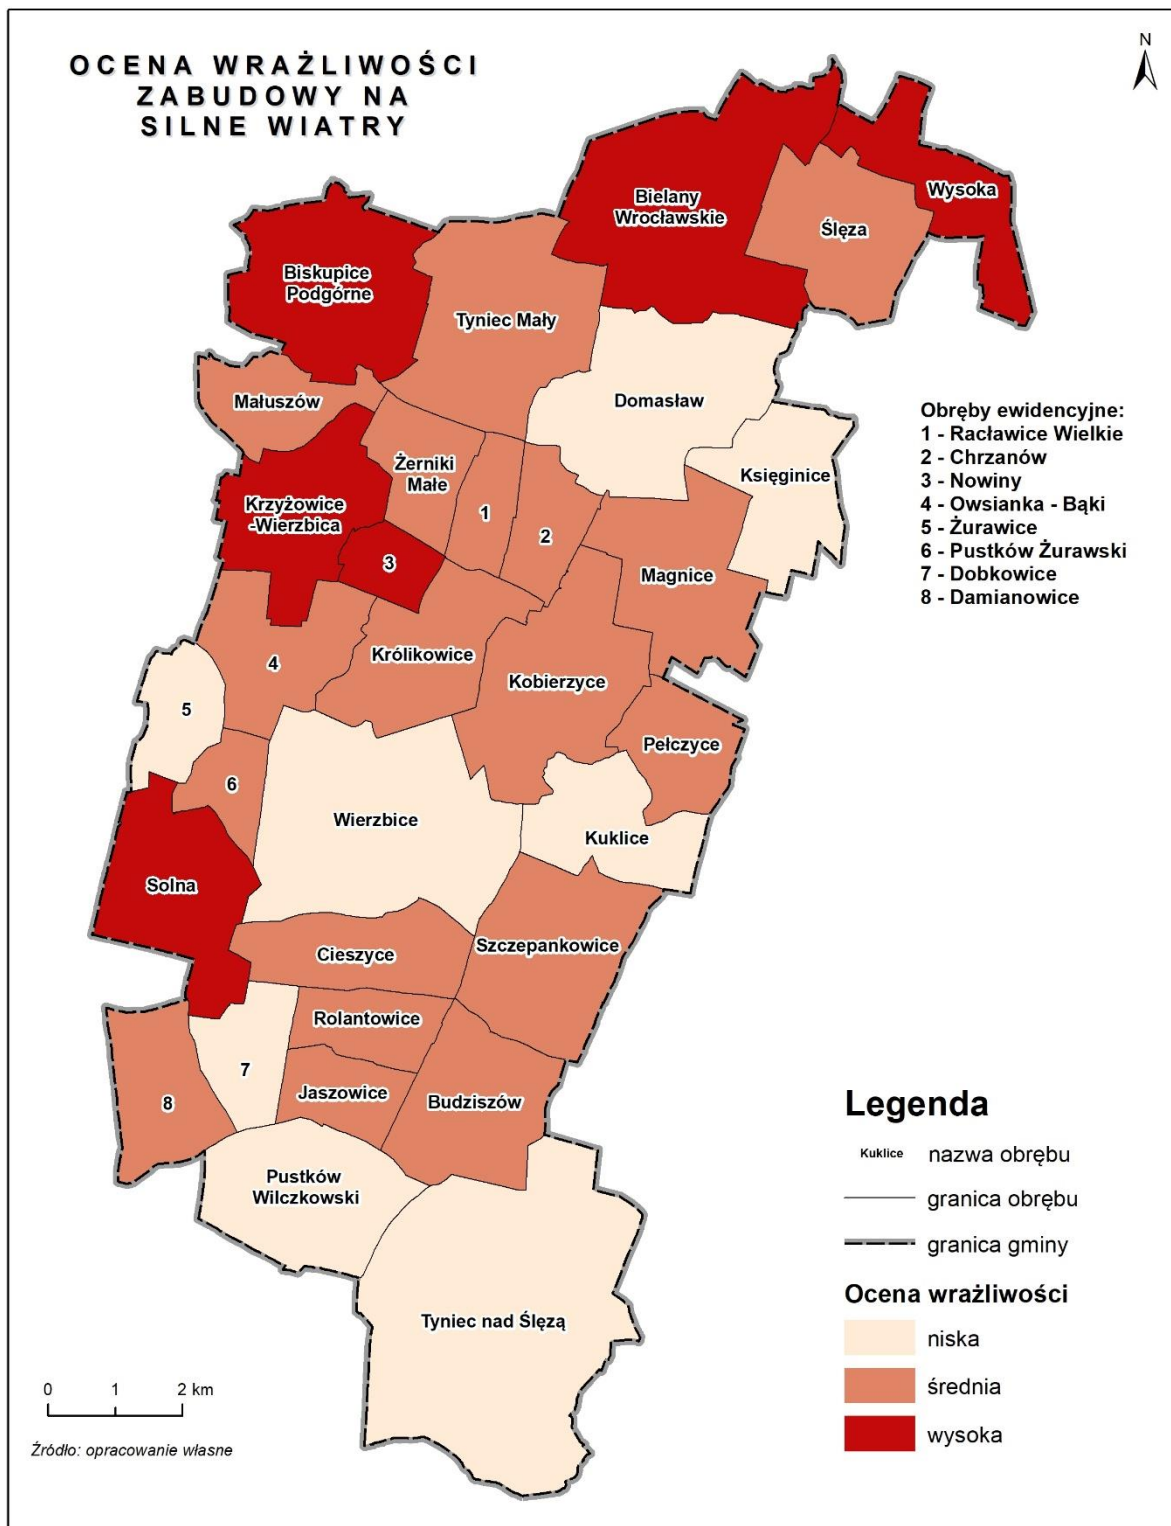 OCENA WRAŻLIWOŚCI
ZABUDOWY NA
SILNE WIATRY
N
Wysoka
Bielany
Wrocławskie
Ślęza
Biskupice
Podgórne
Tyniec Mały
Małuszów
Domasław
Obręby ewidencyjne:
1 - Racławice Wielkie
2 - Chrzanów
3 - Nowiny
4 - Owsianka - Bąki
5 - Żurawice
6 - Pustków Żurawski
7 - Dobkowice
8 - Damianowice
Żerniki
Małe
Księginice
Krzyżowice
-Wierzbica
1
2
3
Magnice
4
Królikowice
Kobierzyce
5
Pełczyce
6
Wierzbice
Kuklice
Solna
Szczepankowice
Cieszyce
Rolantowice
7
Jaszowice
8
Budziszów
Pustków
Wilczkowski
Tyniec nad Ślęzą
Legenda
Kuklice nazwa obrębu
granica obrębu
granica gminy
Ocena wrażliwości
niska
średnia
wysoka
0 1 2 km
Źródło: opracowanie własne